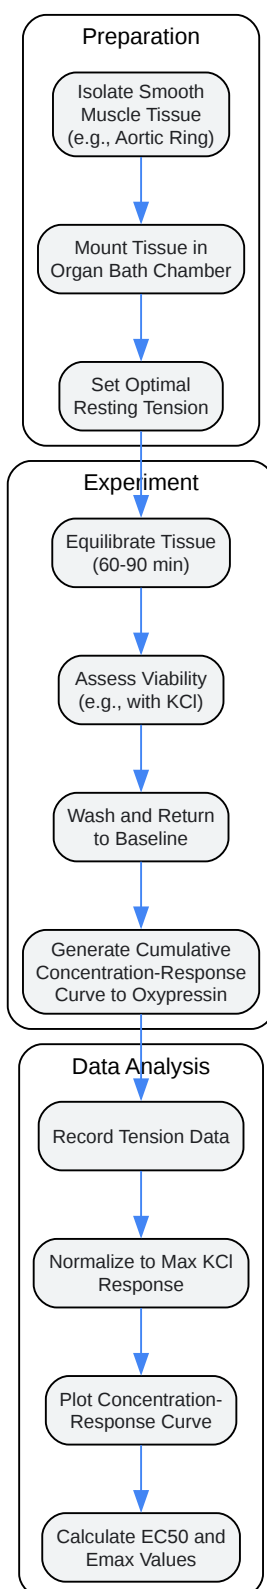 Preparation
Isolate Smooth
Muscle Tissue
(e.g., Aortic Ring)
Mount Tissue in
Organ Bath Chamber
Set Optimal
Resting Tension
Experiment
Equilibrate Tissue
(60-90 min)
Assess Viability
(e.g., with KCl)
Wash and Return
to Baseline
Generate Cumulative
Concentration-Response
Curve to Oxypressin
Data Analysis
Record Tension Data
Normalize to Max KCl
Response
Plot Concentration-
Response Curve
Calculate EC50 and
Emax Values